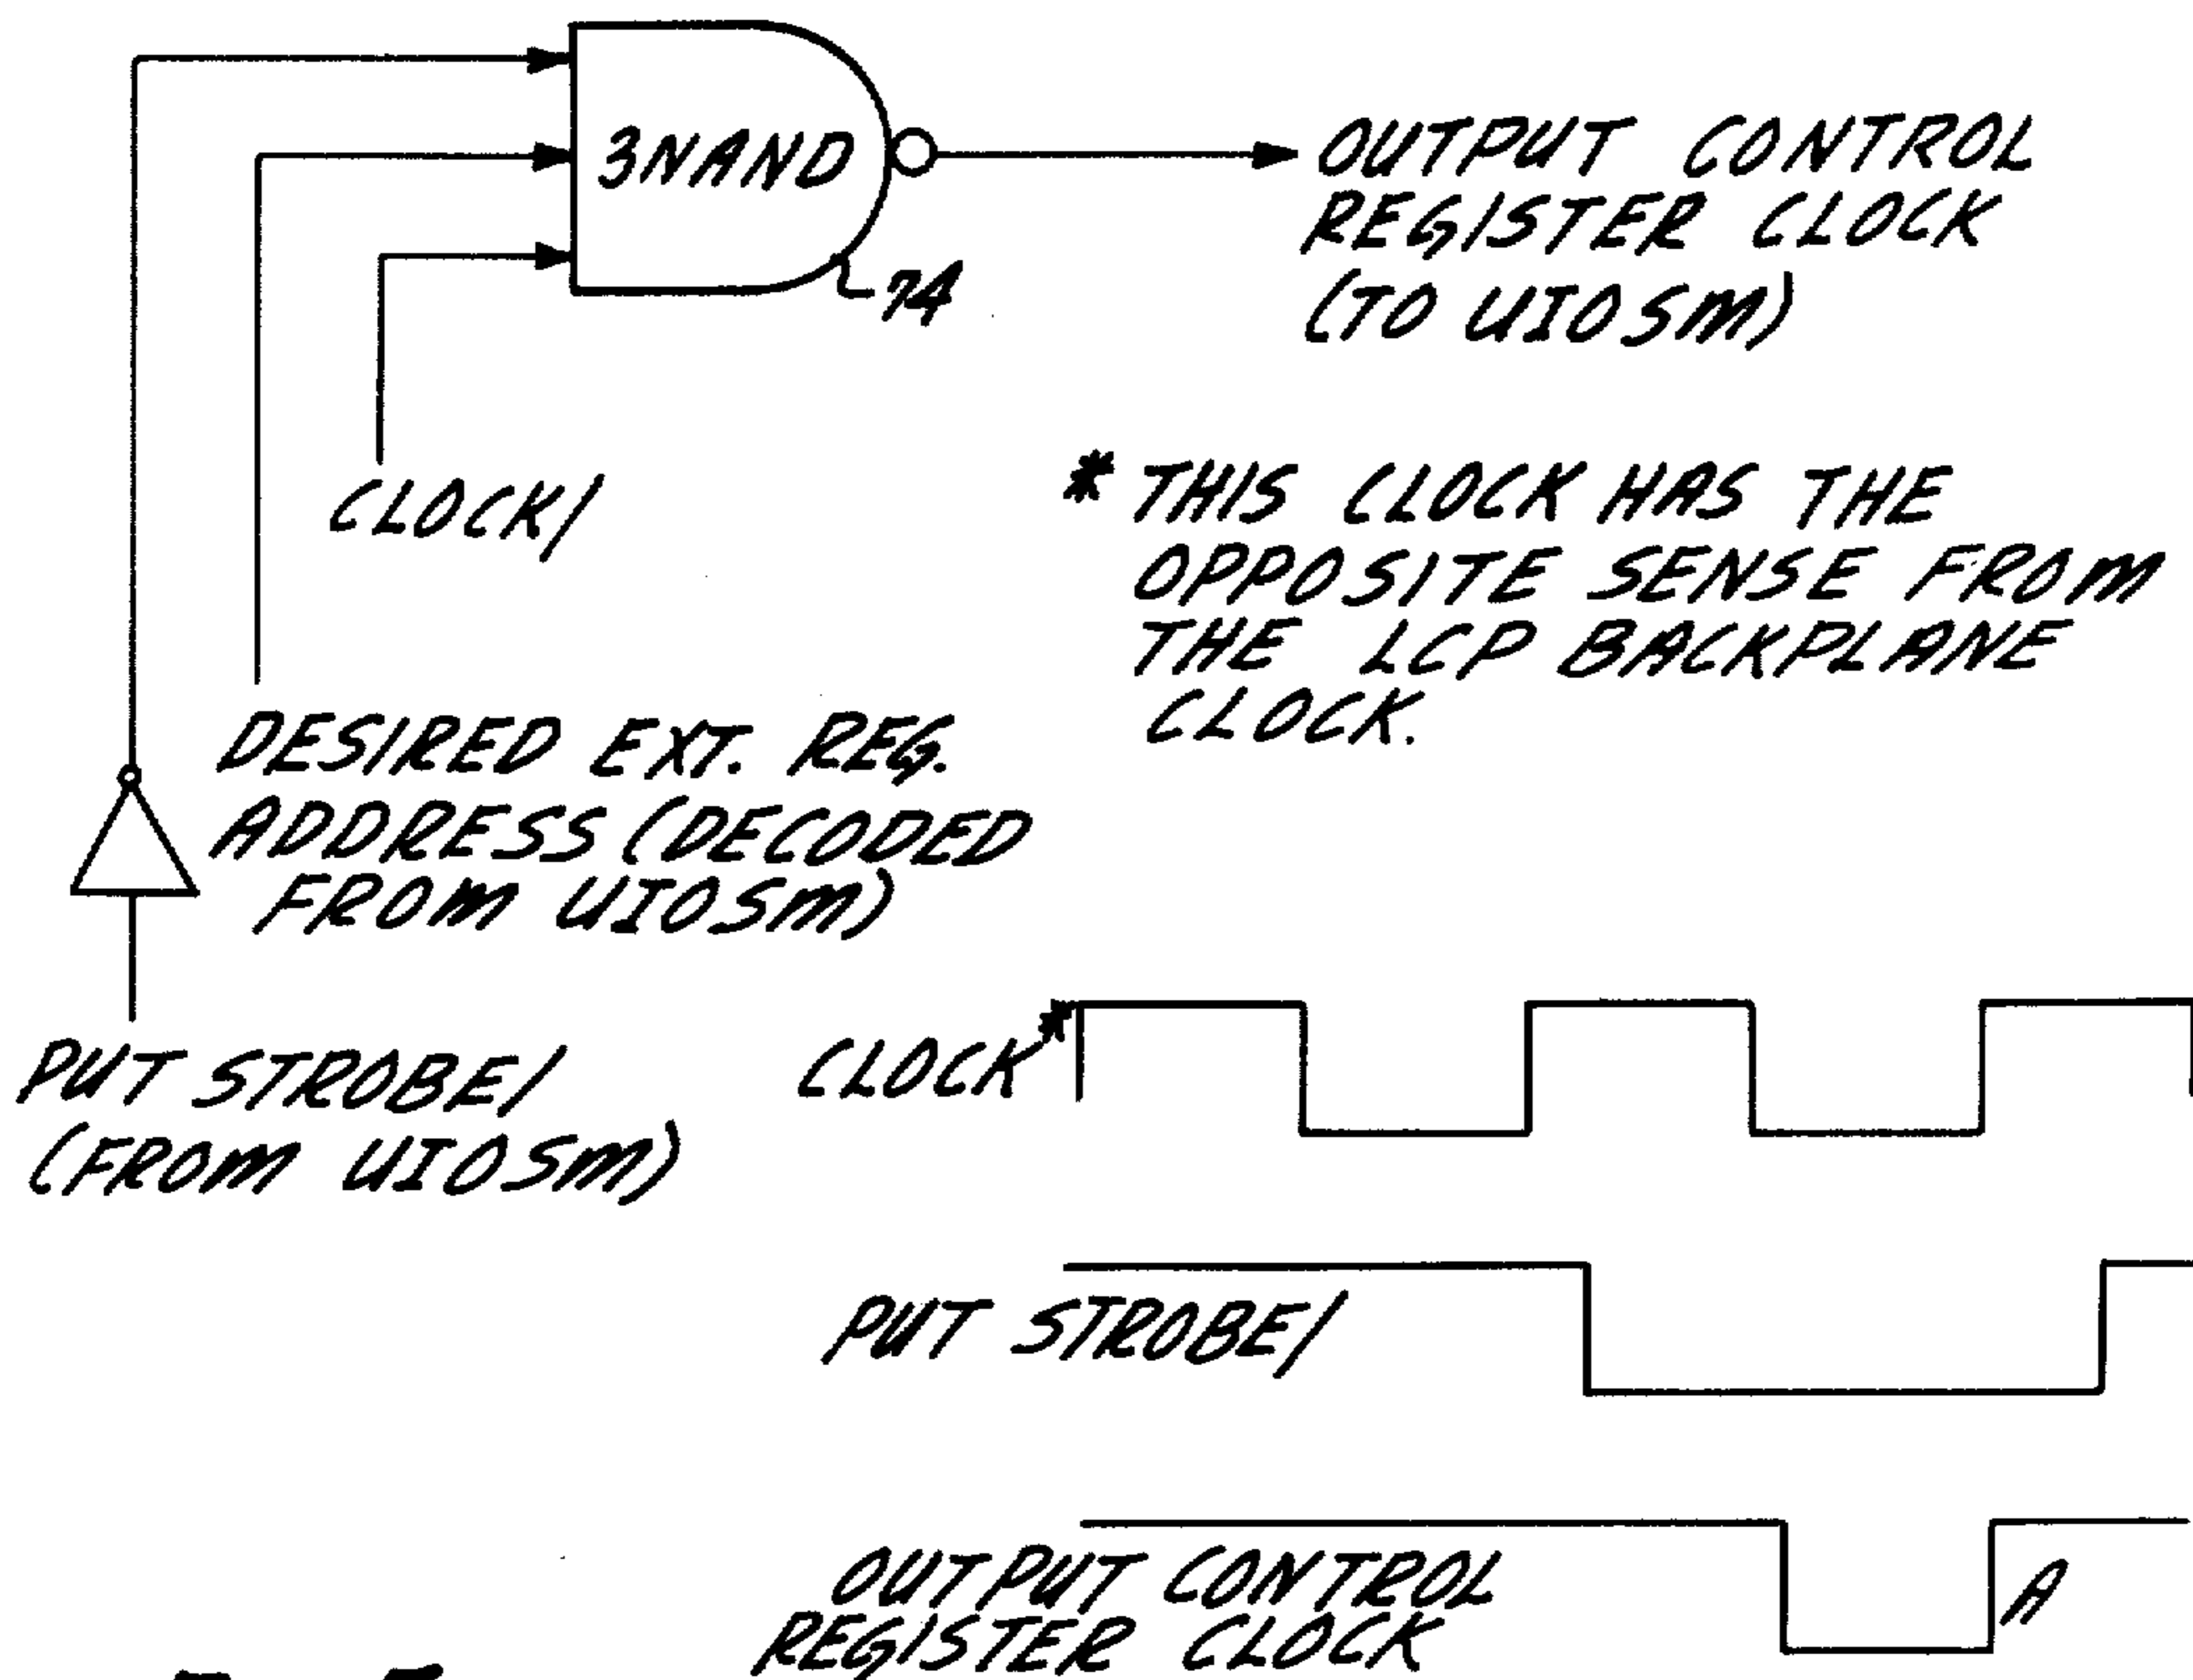 3NAND
OUTPUT CONTROL
REGISTER CLOCK
(TO UIOSM)
74
CLOCK/
* THIS CLOCK HAS THE
OPPOSITE SENSE FROM
THE LCP BACKPLANE
CLOCK.
DESIRED EXT. REG.
ADDRESS (DECODED
FROM UIOSM)
PUT STROBE/
(FROM UIOSM)
CLOCK*
PUT STROBE/
OUTPUT CONTROL
REGISTER CLOCK
A